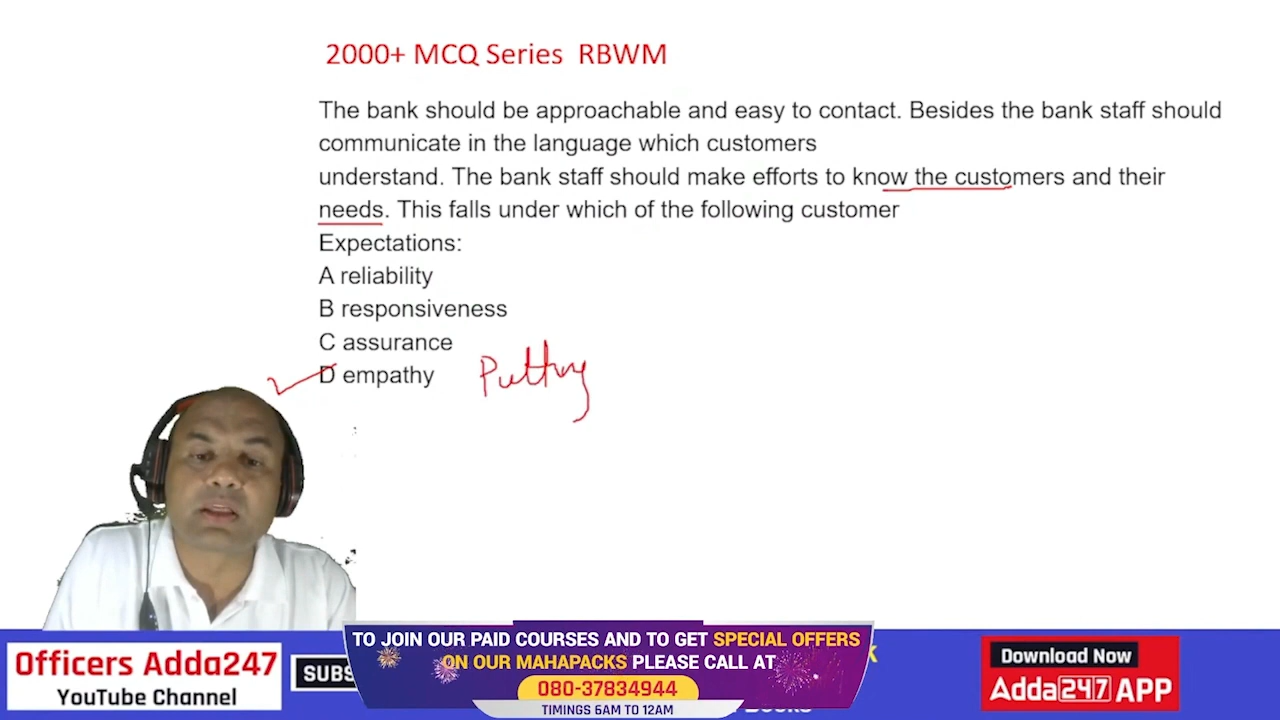 2000+ MCQ Series RBWM
The bank should be approachable and easy to contact. Besides the bank staff should
communicate in the language which customers
understand. The bank staff should make efforts to know the customers and their
needs. This falls under which of the following customer
Expectations:
A reliability
B responsiveness
C assurance
D empathy
Putting
TO JOIN OUR PAID COURSES AND TO GET SPECIAL OFFERS
ON OUR MAHAPACKS PLEASE CALL AT
080-37834944
TIMINGS 6AM TO 12AM
Officers Adda247
YouTube Channel
SUBS
Download Now
Adda247 APP